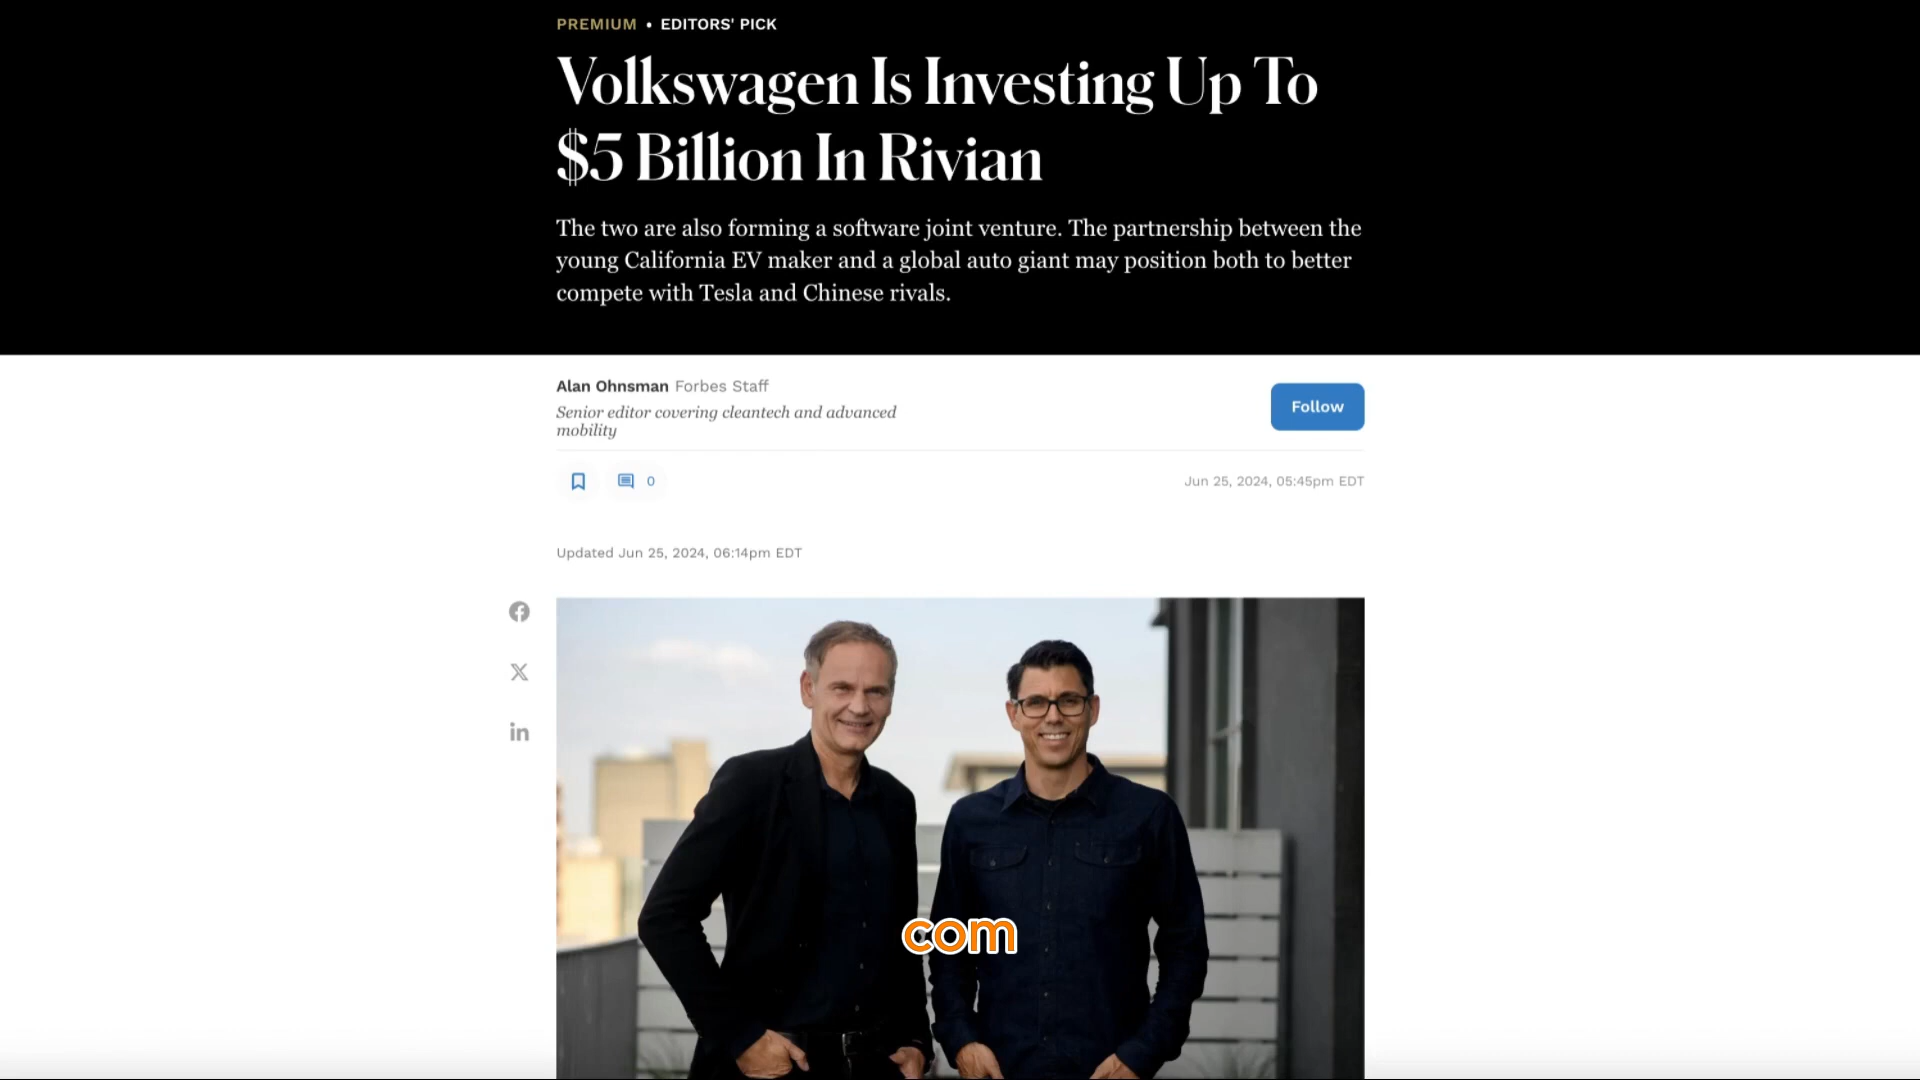 PREMIUM • EDITORS' PICK
Volkswagen Is Investing Up To
$5 Billion In Rivian
The two are also forming a software joint venture. The partnership between the
young California EV maker and a global auto giant may position both to better
compete with Tesla and Chinese rivals.
Alan Ohnsman Forbes Staff
Senior editor covering cleantech and advanced
mobility
Follow
0
Jun 25, 2024, 05:45pm EDT
Updated Jun 25, 2024, 06:14pm EDT
com